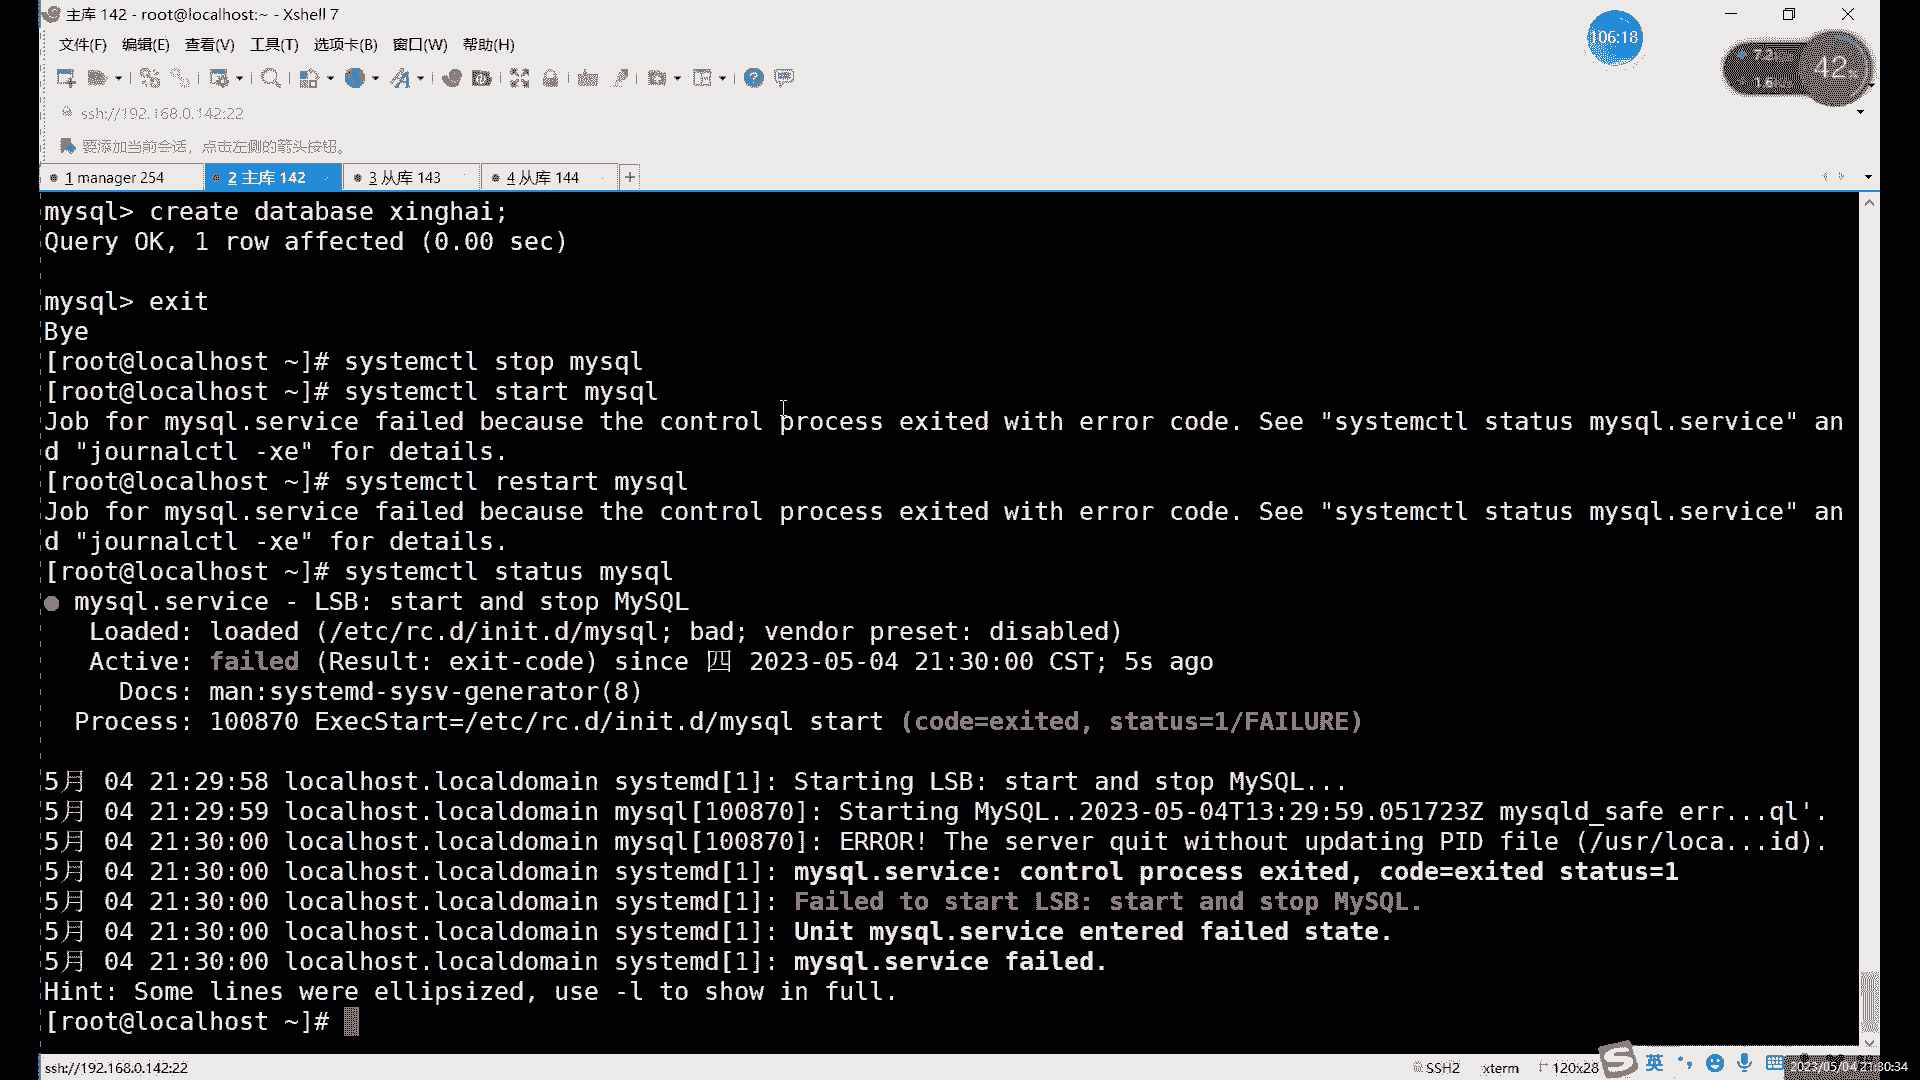 主库 142 - root@localhost:~ - Xshell 7
文件(F) 编辑(E) 查看(V) 工具(T) 选项卡(B) 窗口(W) 帮助(H)
106:18
42%
ssh://192.168.0.142:22
要添加当前会话，点击左侧的箭头按钮。
1 manager 254
2 主库 142
3 从库 143
4 从库 144
mysql> create database xinghai;
Query OK, 1 row affected (0.00 sec)
mysql> exit
Bye
[root@localhost ~]# systemctl stop mysql
[root@localhost ~]# systemctl start mysql
Job for mysql.service failed because the control process exited with error code. See "systemctl status mysql.service" an
d "journalctl -xe" for details.
[root@localhost ~]# systemctl restart mysql
Job for mysql.service failed because the control process exited with error code. See "systemctl status mysql.service" an
d "journalctl -xe" for details.
[root@localhost ~]# systemctl status mysql
● mysql.service - LSB: start and stop MySQL
Loaded: loaded (/etc/rc.d/init.d/mysql; bad; vendor preset: disabled)
Active: failed (Result: exit-code) since 四 2023-05-04 21:30:00 CST; 5s ago
Docs: man:systemd-sysv-generator(8)
Process: 100870 ExecStart=/etc/rc.d/init.d/mysql start (code=exited, status=1/FAILURE)
5月 04 21:29:58 localhost.localdomain systemd[1]: Starting LSB: start and stop MySQL...
5月 04 21:29:59 localhost.localdomain mysql[100870]: Starting MySQL..2023-05-04T13:29:59.051723Z mysqld_safe err...ql'.
5月 04 21:30:00 localhost.localdomain mysql[100870]: ERROR! The server quit without updating PID file (/usr/loca...id).
5月 04 21:30:00 localhost.localdomain systemd[1]: mysql.service: control process exited, code=exited status=1
5月 04 21:30:00 localhost.localdomain systemd[1]: Failed to start LSB: start and stop MySQL.
5月 04 21:30:00 localhost.localdomain systemd[1]: Unit mysql.service entered failed state.
5月 04 21:30:00 localhost.localdomain systemd[1]: mysql.service failed.
Hint: Some lines were ellipsized, use -l to show in full.
[root@localhost ~]#
ssh://192.168.0.142:22
SSH2
xterm
120x28
英
2023/05/04 21:30:34